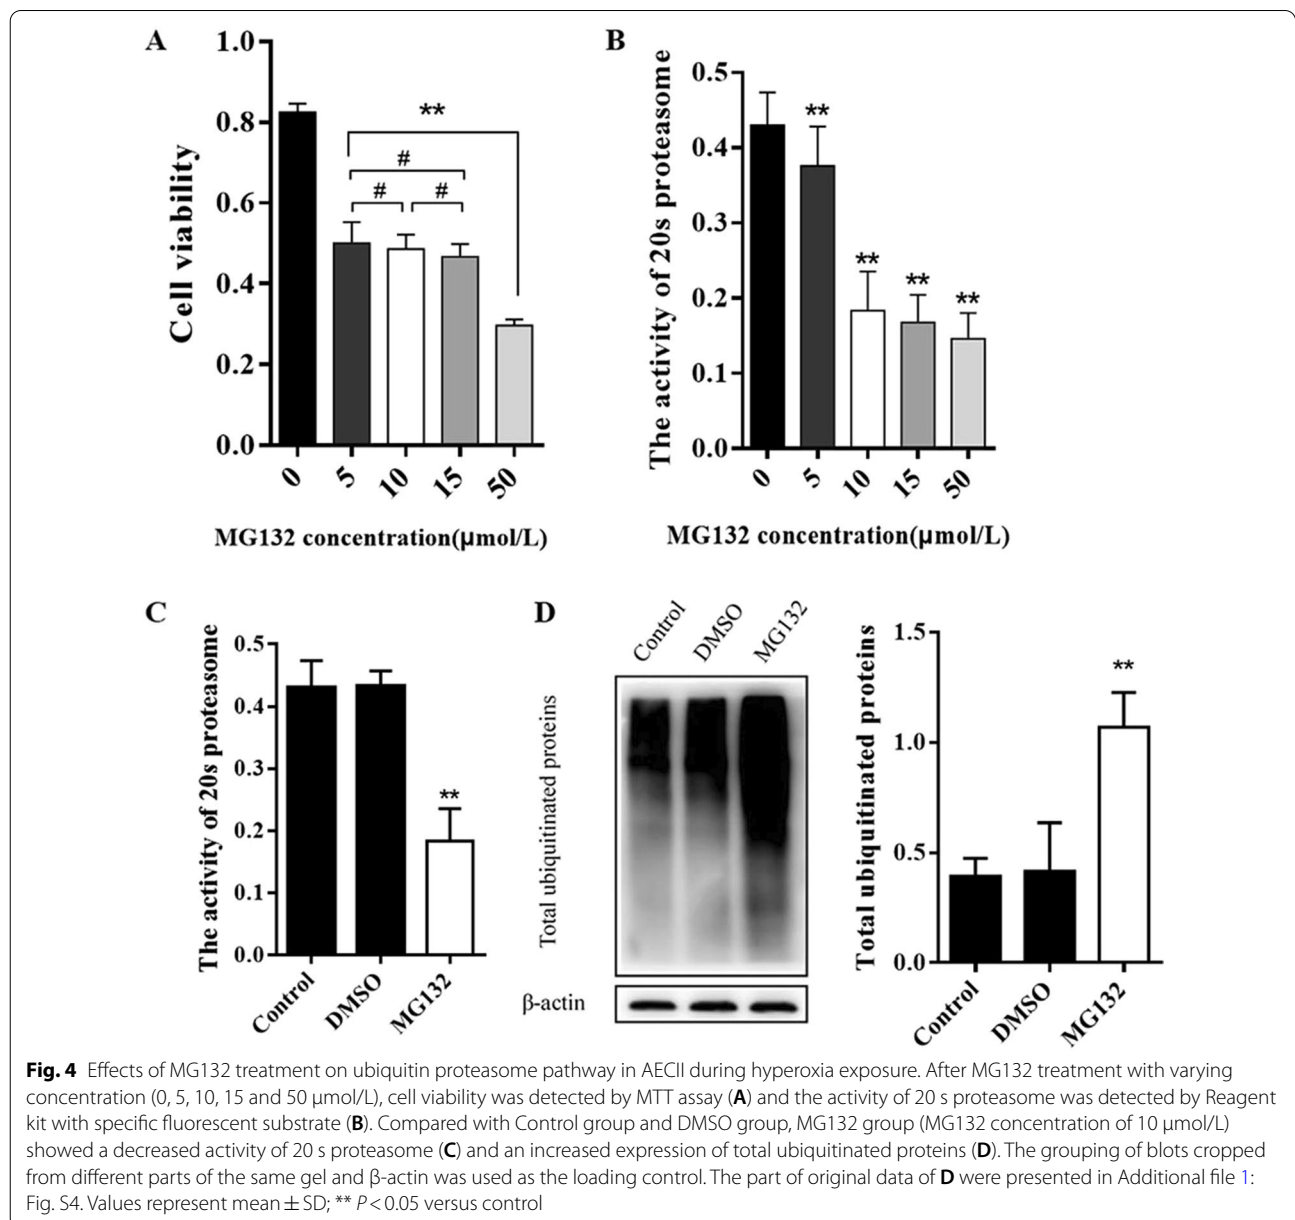 A
Cell viability
1.0
0.8
0.6
0.4
0.2
0.0
**
#
# #
0 5 10 15 50
MG132 concentration(μmol/L)
B
The activity of 20s proteasome
0.5
0.4
0.3
0.2
0.1
0.0
**
**
**
**
0 5 10 15 50
MG132 concentration(μmol/L)
C
The activity of 20s proteasome
0.5
0.4
0.3
0.2
0.1
0.0
**
Control DMSO MG132
D
Control DMSO MG132
Total ubiquitinated proteins
β-actin
Total ubiquitinated proteins
1.5
1.0
0.5
0.0
**
Control DMSO MG132
Fig. 4 Effects of MG132 treatment on ubiquitin proteasome pathway in AECII during hyperoxia exposure. After MG132 treatment with varying
concentration (0, 5, 10, 15 and 50 μmol/L), cell viability was detected by MTT assay (A) and the activity of 20 s proteasome was detected by Reagent
kit with specific fluorescent substrate (B). Compared with Control group and DMSO group, MG132 group (MG132 concentration of 10 μmol/L)
showed a decreased activity of 20 s proteasome (C) and an increased expression of total ubiquitinated proteins (D). The grouping of blots cropped
from different parts of the same gel and β-actin was used as the loading control. The part of original data of D were presented in Additional file 1:
Fig. S4. Values represent mean ± SD; ** P < 0.05 versus control